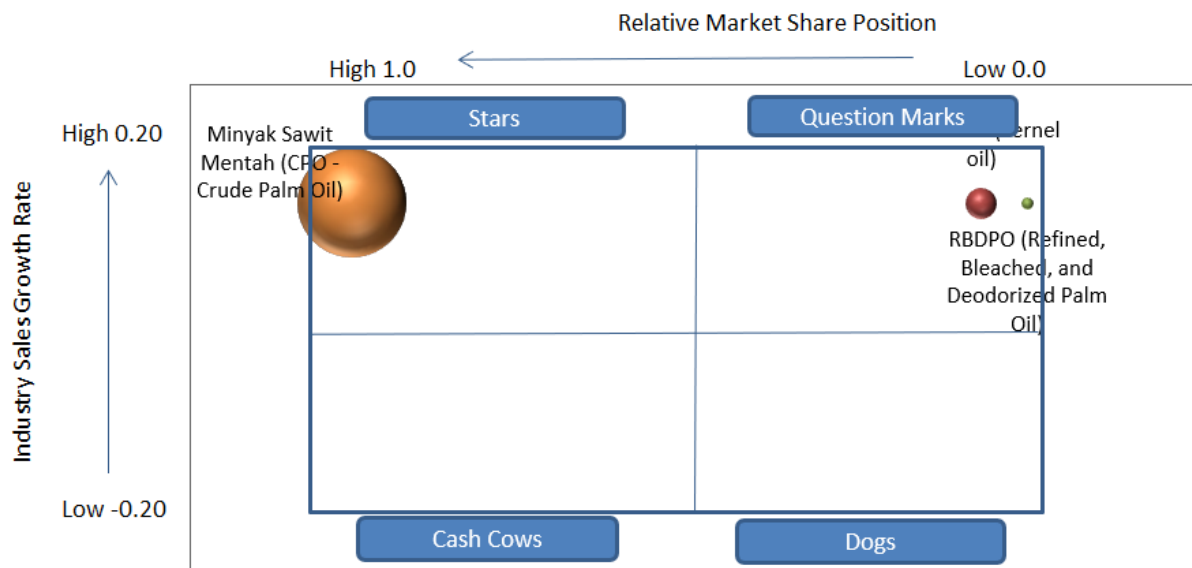 Relative Market Share Position
High 1.0
Low 0.0
Stars
Question Marks
High 0.20
Minyak Sawit
Mentah (CPO -
Crude Palm Oil)
oil)
RBDPO (Refined,
Bleached, and
Deodorized Palm
Oil)
Industry Sales Growth Rate
Low -0.20
Cash Cows
Dogs